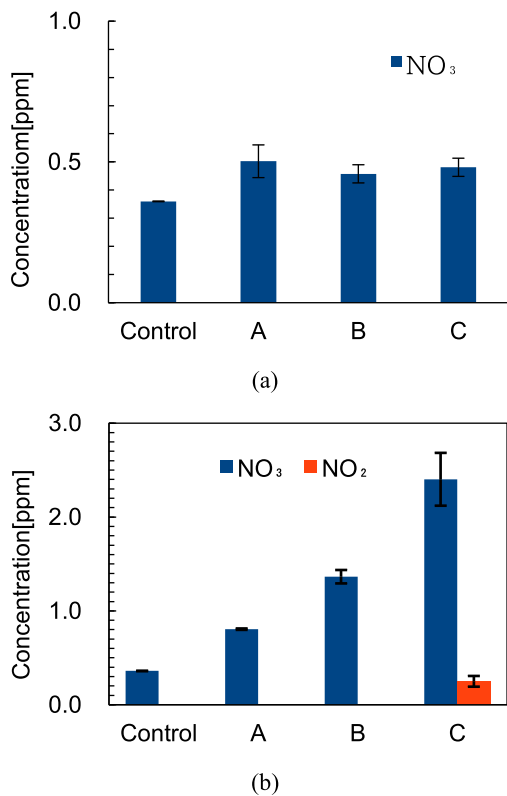 1.0
NO₃
0.5
0.0
Concentratiom[ppm]
Control A B C
(a)
3.0
NO₃ NO₂
2.0
1.0
0.0
Concentration[ppm]
Control A B C
(b)